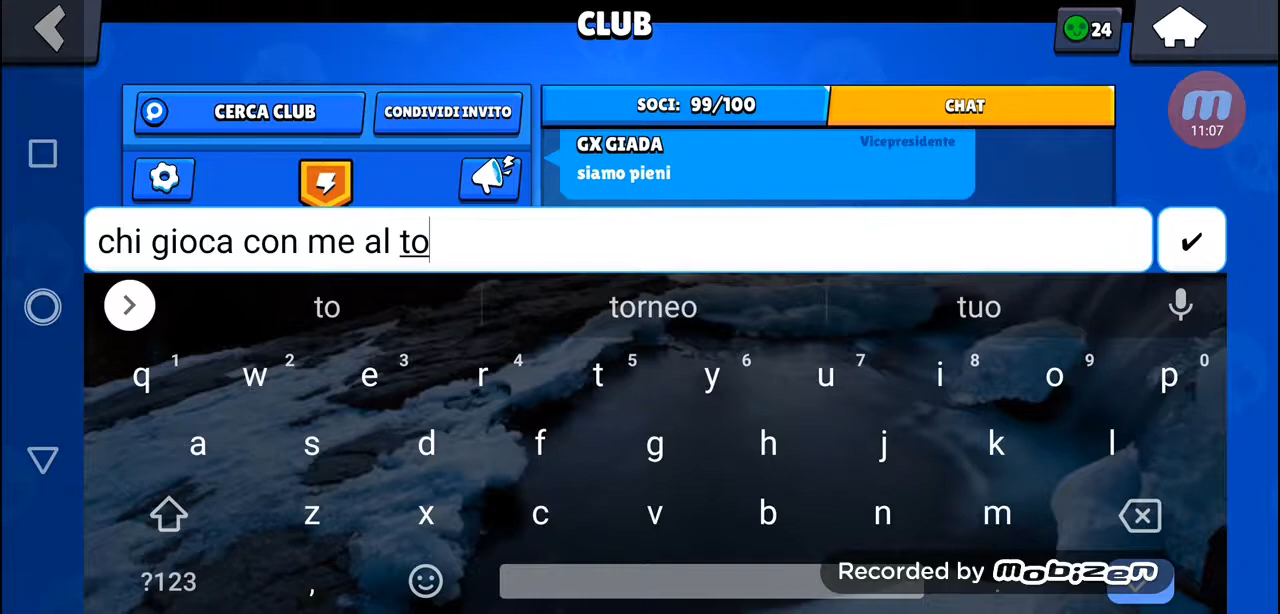 CLUB
24
CERCA CLUB
CONDIVIDI INVITO
SOCI: 99/100
CHAT
11:07
GX GIADA
Vicepresidente
siamo pieni
chi gioca con me al to
to
torneo
tuo
q 1 w 2 e 3 r 4 t 5 y 6 u 7 i 8 o 9 p 0
a s d f g h j k l
z x c v b n m
?123 , .
Recorded by mobizen